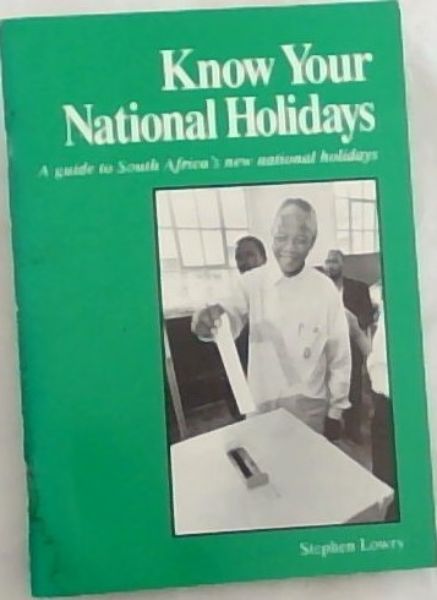 Know Your
National Holidays
A guide to South Africa's new national holidays
Stephen Lowry